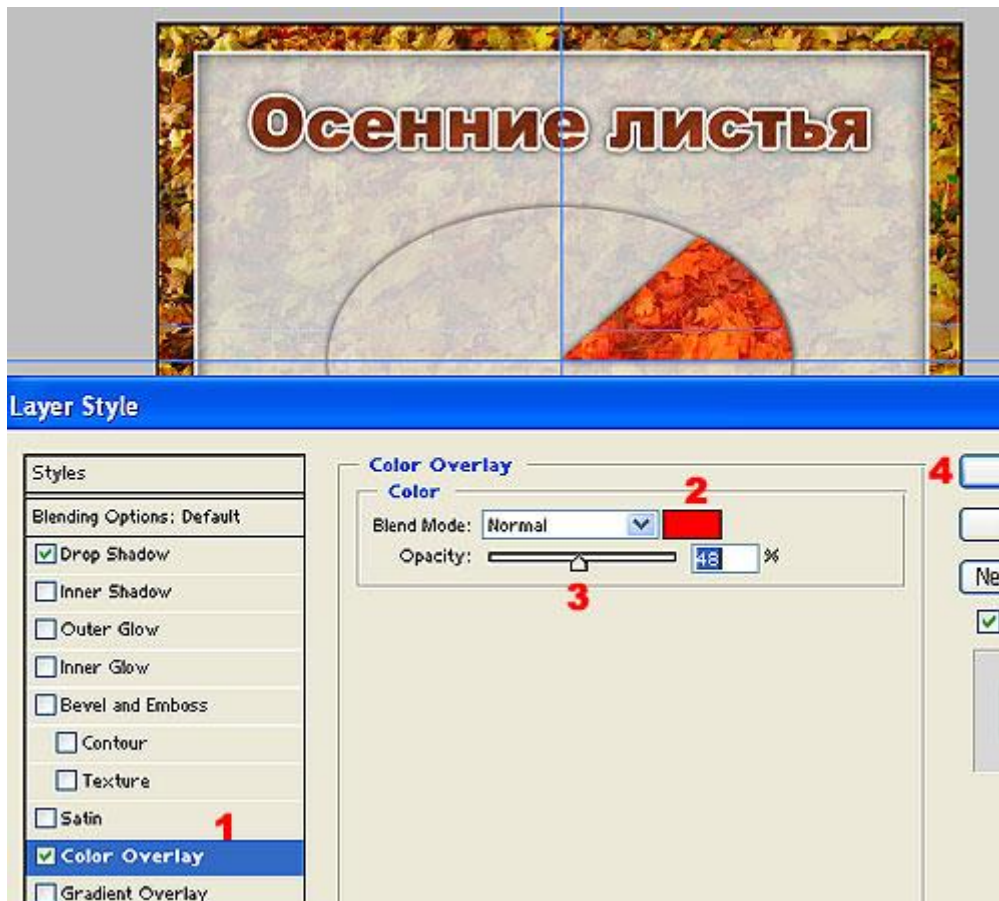 Осенние листья
Layer Style
Styles
Blending Options: Default
Drop Shadow
Inner Shadow
Outer Glow
Inner Glow
Bevel and Emboss
Contour
Texture
Satin
1
Color Overlay
Gradient Overlay
Color Overlay
Color
2
Blend Mode: Normal
Opacity: 48 %
3
4
Ne